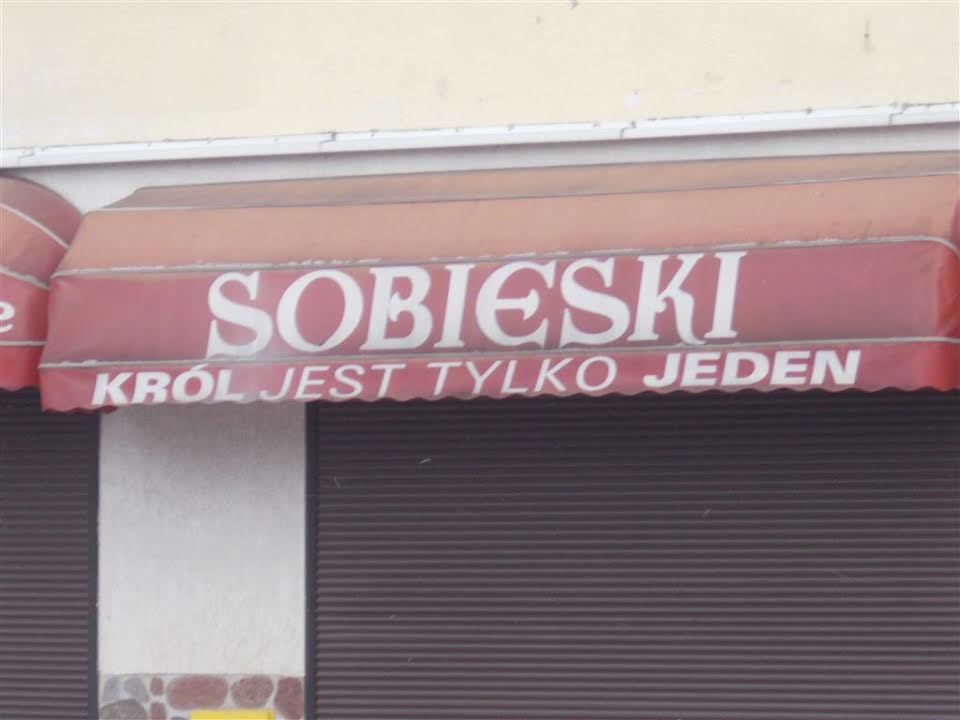 SOBIESKI
KRÓL JEST TYLKO JEDEN